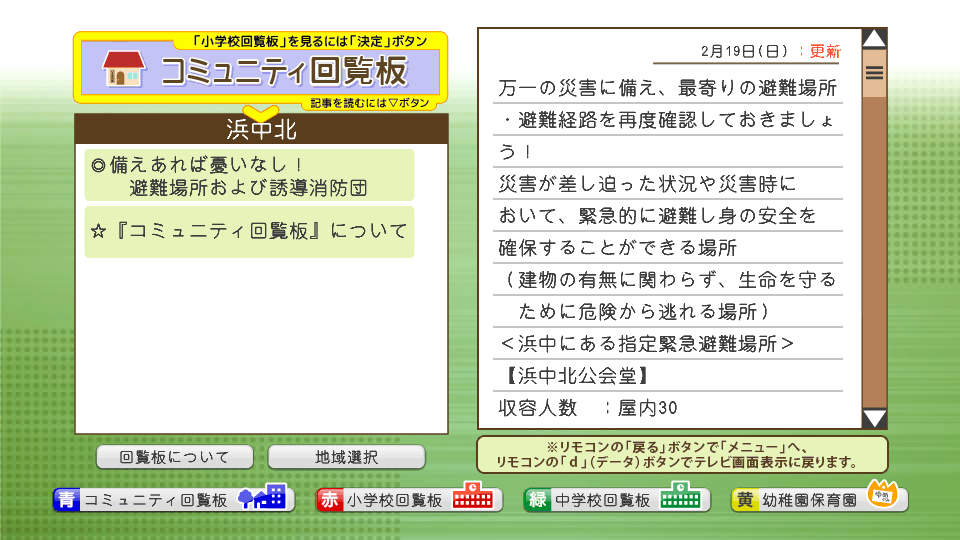 「小学校回覧板」を見るには「決定」ボタン
コミュニティ回覧板
記事を読むには▽ボタン
浜中北
◎備えあれば憂いなし！
避難場所および誘導消防団
☆『コミュニティ回覧板』について
2月19日(日)：更新
万一の災害に備え、最寄りの避難場所
・避難経路を再度確認しておきましょ
う！
災害が差し迫った状況や災害時に
おいて、緊急的に避難し身の安全を
確保することができる場所
（建物の有無に関わらず、生命を守る
ために危険から逃れる場所）
＜浜中にある指定緊急避難場所＞
【浜中北公会堂】
収容人数　：屋内30
※リモコンの「戻る」ボタンで「メニュー」へ、
リモコンの「ｄ」（データ）ボタンでテレビ画面表示に戻ります。
回覧板について
地域選択
青 コミュニティ回覧板
赤 小学校回覧板
緑 中学校回覧板
黄 幼稚園保育園